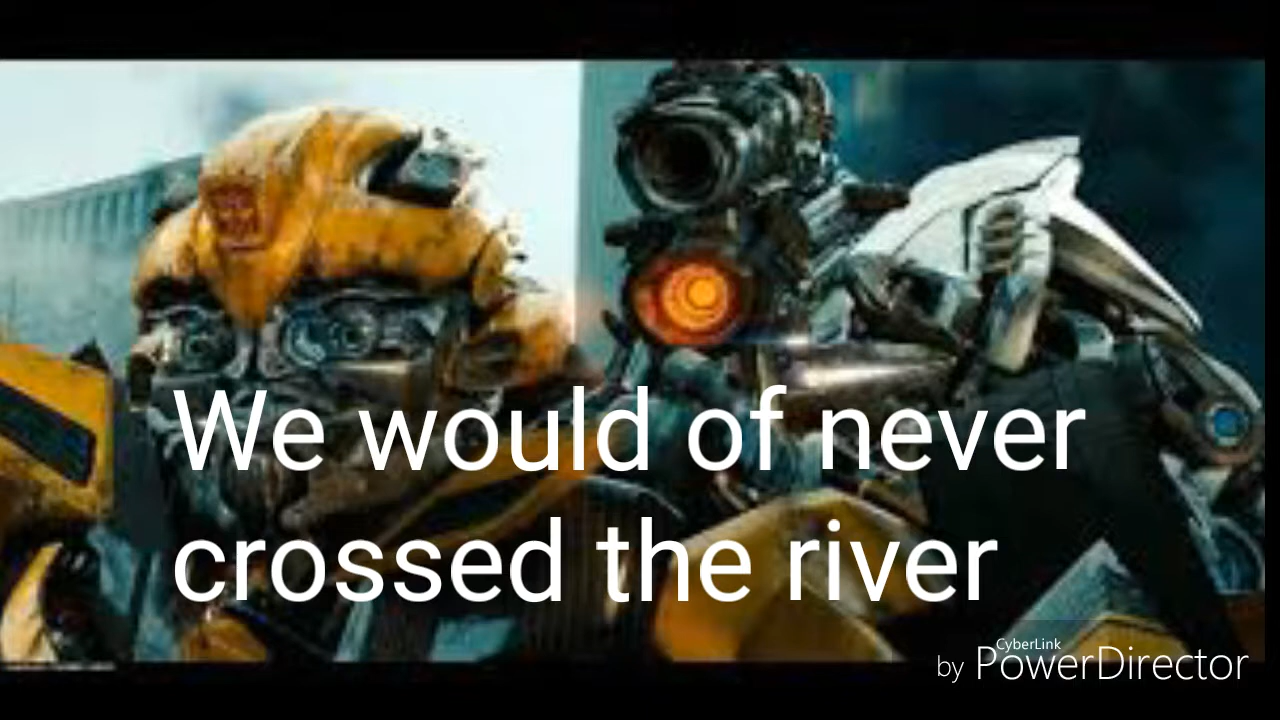 We would of never
crossed the river
CyberLink
by PowerDirector